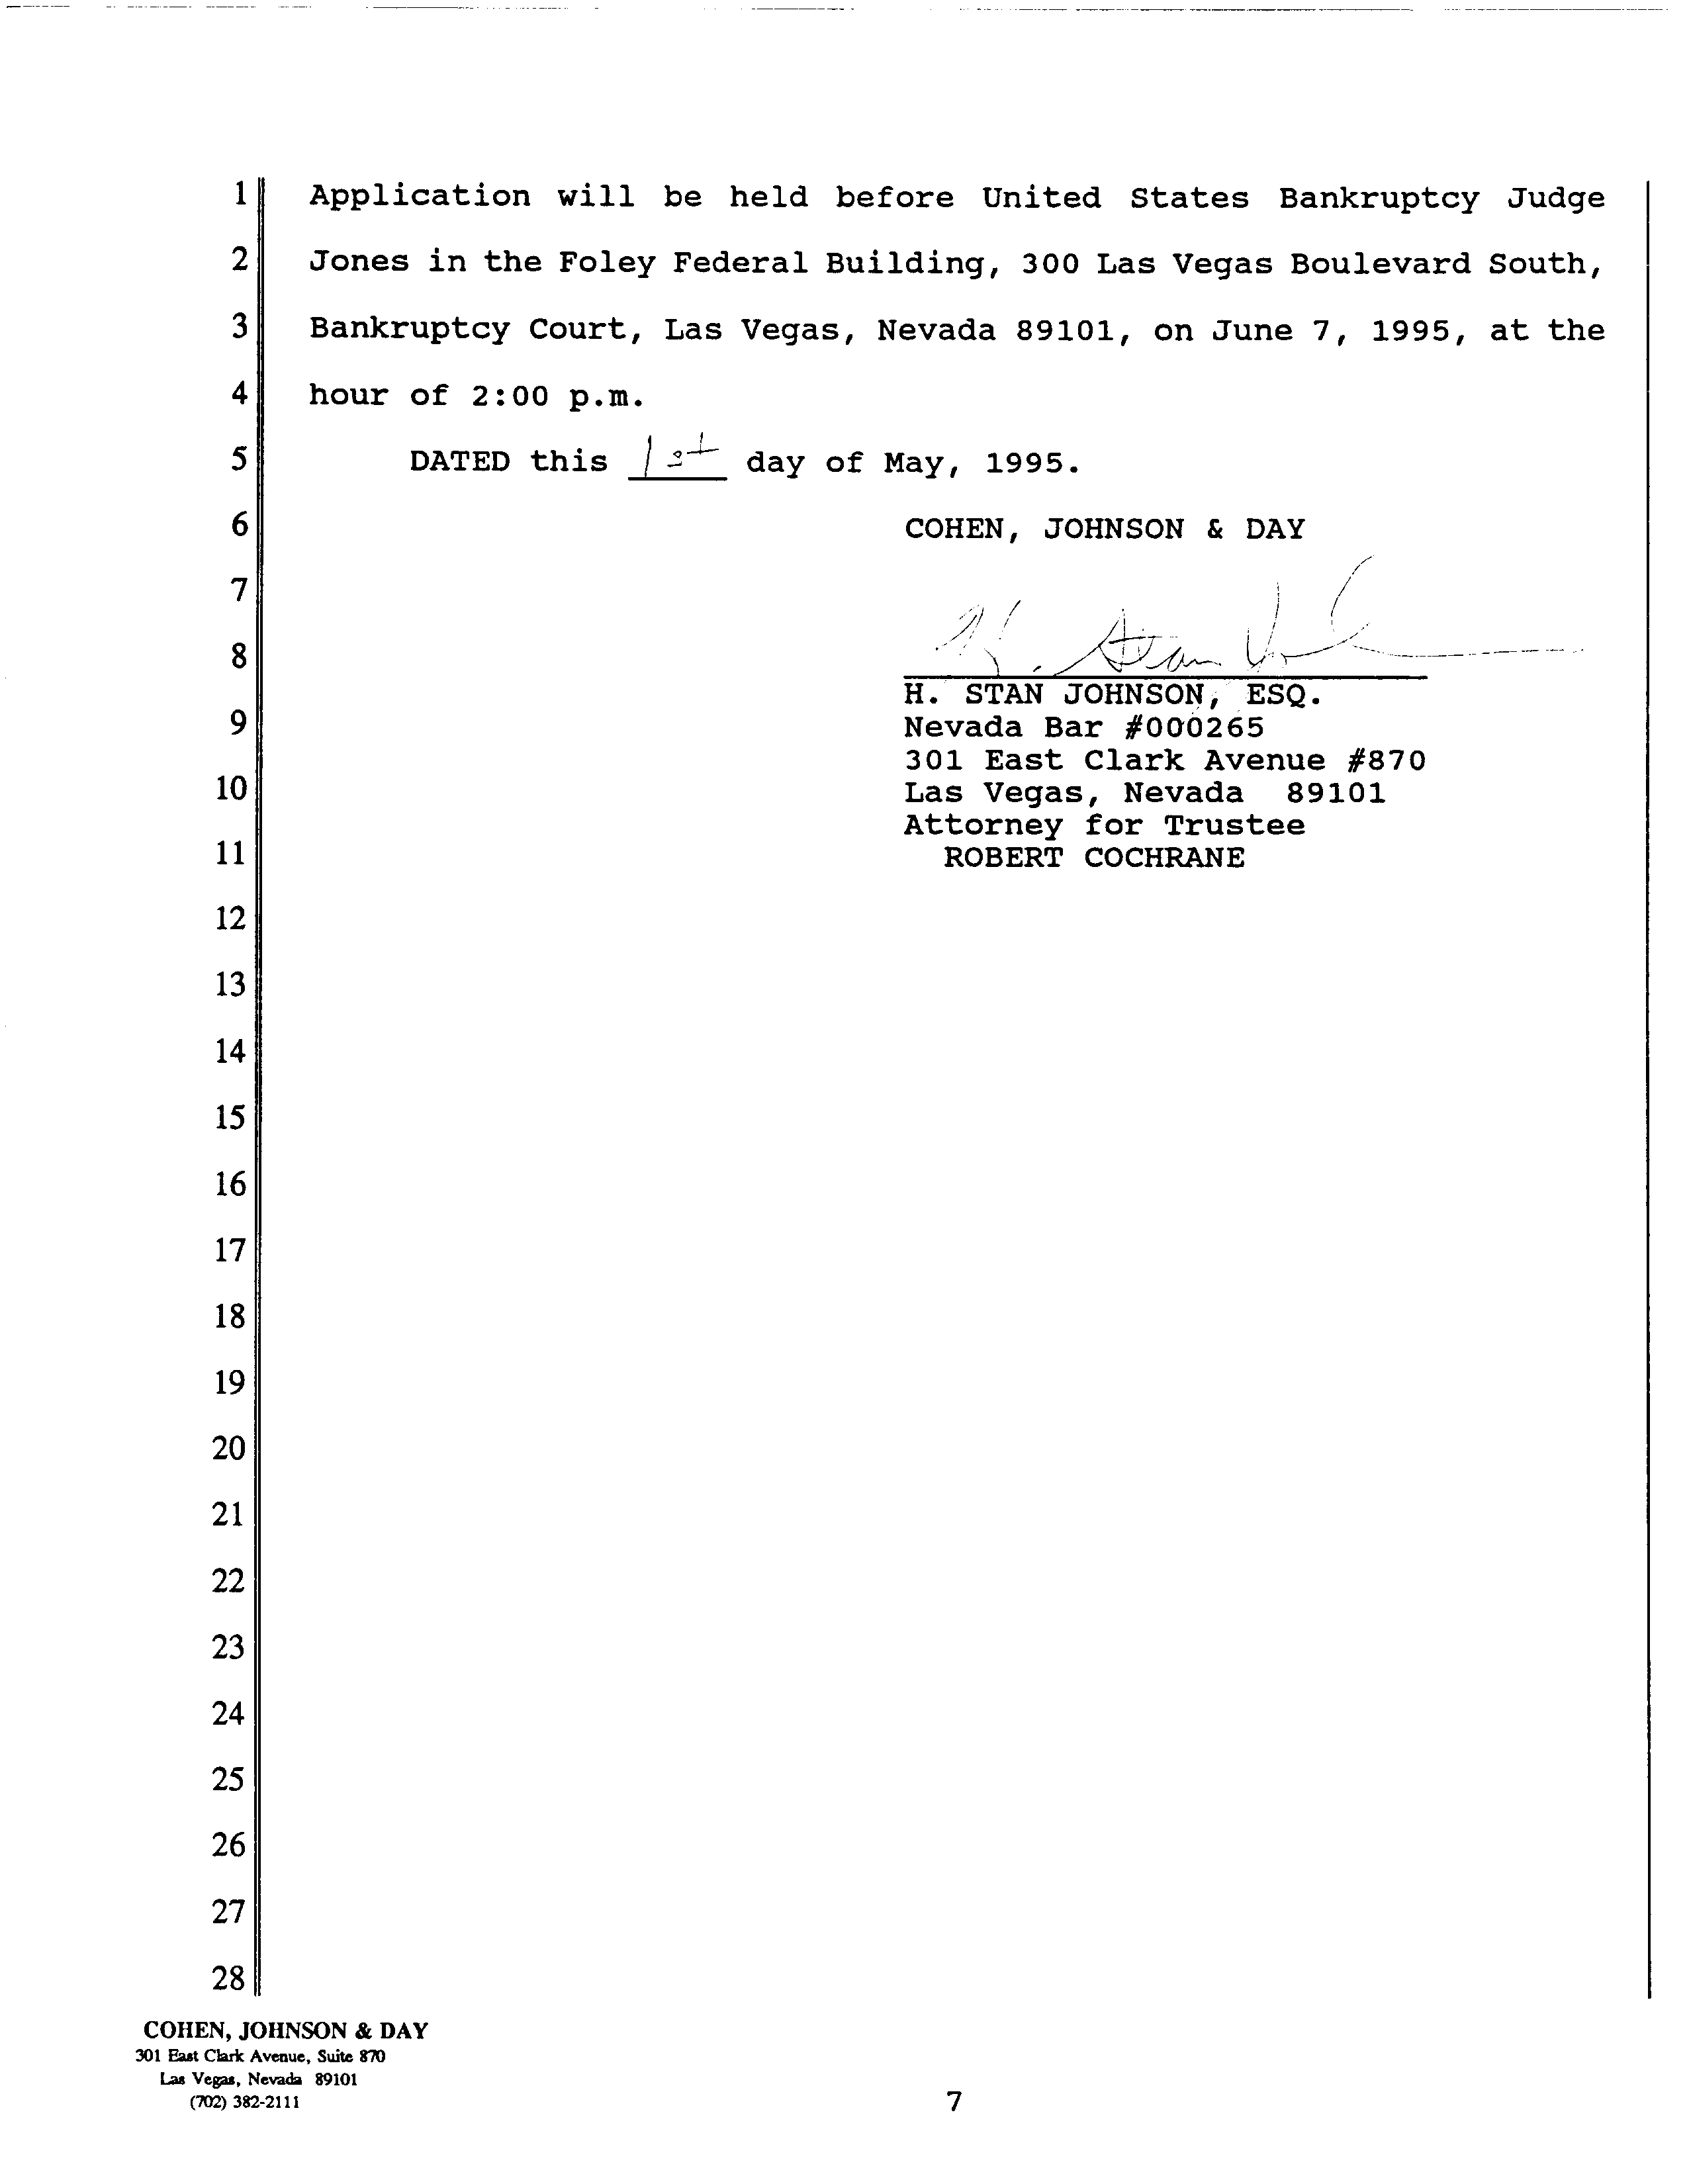 1 Application will be held before United States Bankruptcy Judge
2 Jones in the Foley Federal Building, 300 Las Vegas Boulevard South,
3 Bankruptcy Court, Las Vegas, Nevada 89101, on June 7, 1995, at the
4 hour of 2:00 p.m.
5 DATED this 1st day of May, 1995.
6 COHEN, JOHNSON & DAY
7
8 H. Stan Jo
H. STAN JOHNSON, ESQ.
9 Nevada Bar #000265
301 East Clark Avenue #870
10 Las Vegas, Nevada 89101
Attorney for Trustee
11 ROBERT COCHRANE
12
13
14
15
16
17
18
19
20
21
22
23
24
25
26
27
28
COHEN, JOHNSON & DAY
301 East Clark Avenue, Suite 870
Las Vegas, Nevada 89101
(702) 382-2111
7